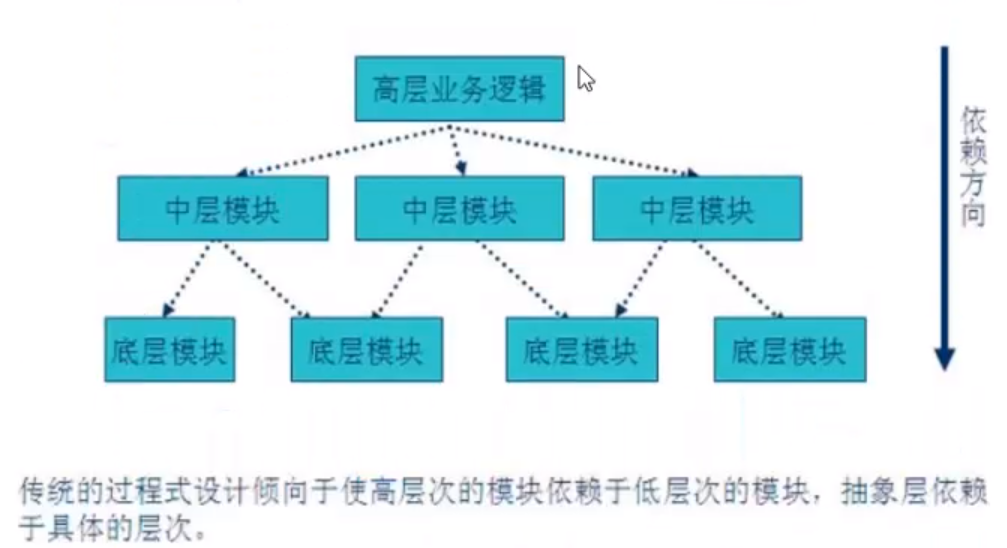 高层业务逻辑
中层模块
中层模块
中层模块
底层模块
底层模块
底层模块
底层模块
依赖方向
传统的过程式设计倾向于使高层次的模块依赖于低层次的模块，抽象层依赖
于具体的层次。